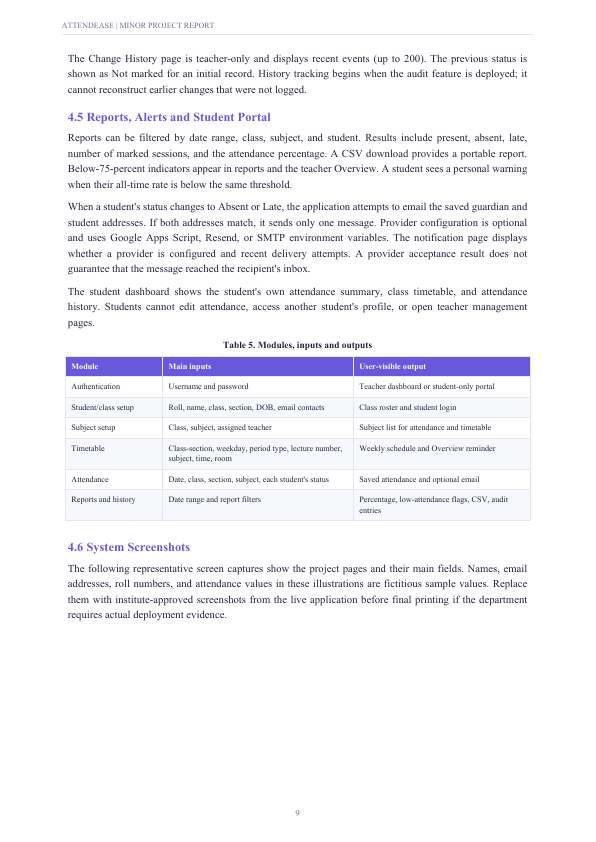 ATTENDEASE | MINOR PROJECT REPORT
The Change History page is teacher-only and displays recent events (up to 200). The previous status is
shown as Not marked for an initial record. History tracking begins when the audit feature is deployed; it
cannot reconstruct earlier changes that were not logged.
4.5 Reports, Alerts and Student Portal
Reports can be filtered by date range, class, subject, and student. Results include present, absent, late,
number of marked sessions, and the attendance percentage. A CSV download provides a portable report.
Below-75-percent indicators appear in reports and the teacher Overview. A student sees a personal warning
when their all-time rate is below the same threshold.
When a student's status changes to Absent or Late, the application attempts to email the saved guardian and
student addresses. If both addresses match, it sends only one message. Provider configuration is optional
and uses Google Apps Script, Resend, or SMTP environment variables. The notification page displays
whether a provider is configured and recent delivery attempts. A provider acceptance result does not
guarantee that the message reached the recipient's inbox.
The student dashboard shows the student's own attendance summary, class timetable, and attendance
history. Students cannot edit attendance, access another student's profile, or open teacher management
pages.
Table 5. Modules, inputs and outputs
Module Main inputs User-visible output
Authentication Username and password Teacher dashboard or student-only portal
Student/class setup Roll, name, class, section, DOB, email contacts Class roster and student login
Subject setup Class, subject, assigned teacher Subject list for attendance and timetable
Timetable Class-section, weekday, period type, lecture number, Weekly schedule and Overview reminder
subject, time, room
Attendance Date, class, section, subject, each student's status Saved attendance and optional email
Reports and history Date range and report filters Percentage, low-attendance flags, CSV, audit
entries
4.6 System Screenshots
The following representative screen captures show the project pages and their main fields. Names, email
addresses, roll numbers, and attendance values in these illustrations are fictitious sample values. Replace
them with institute-approved screenshots from the live application before final printing if the department
requires actual deployment evidence.
9